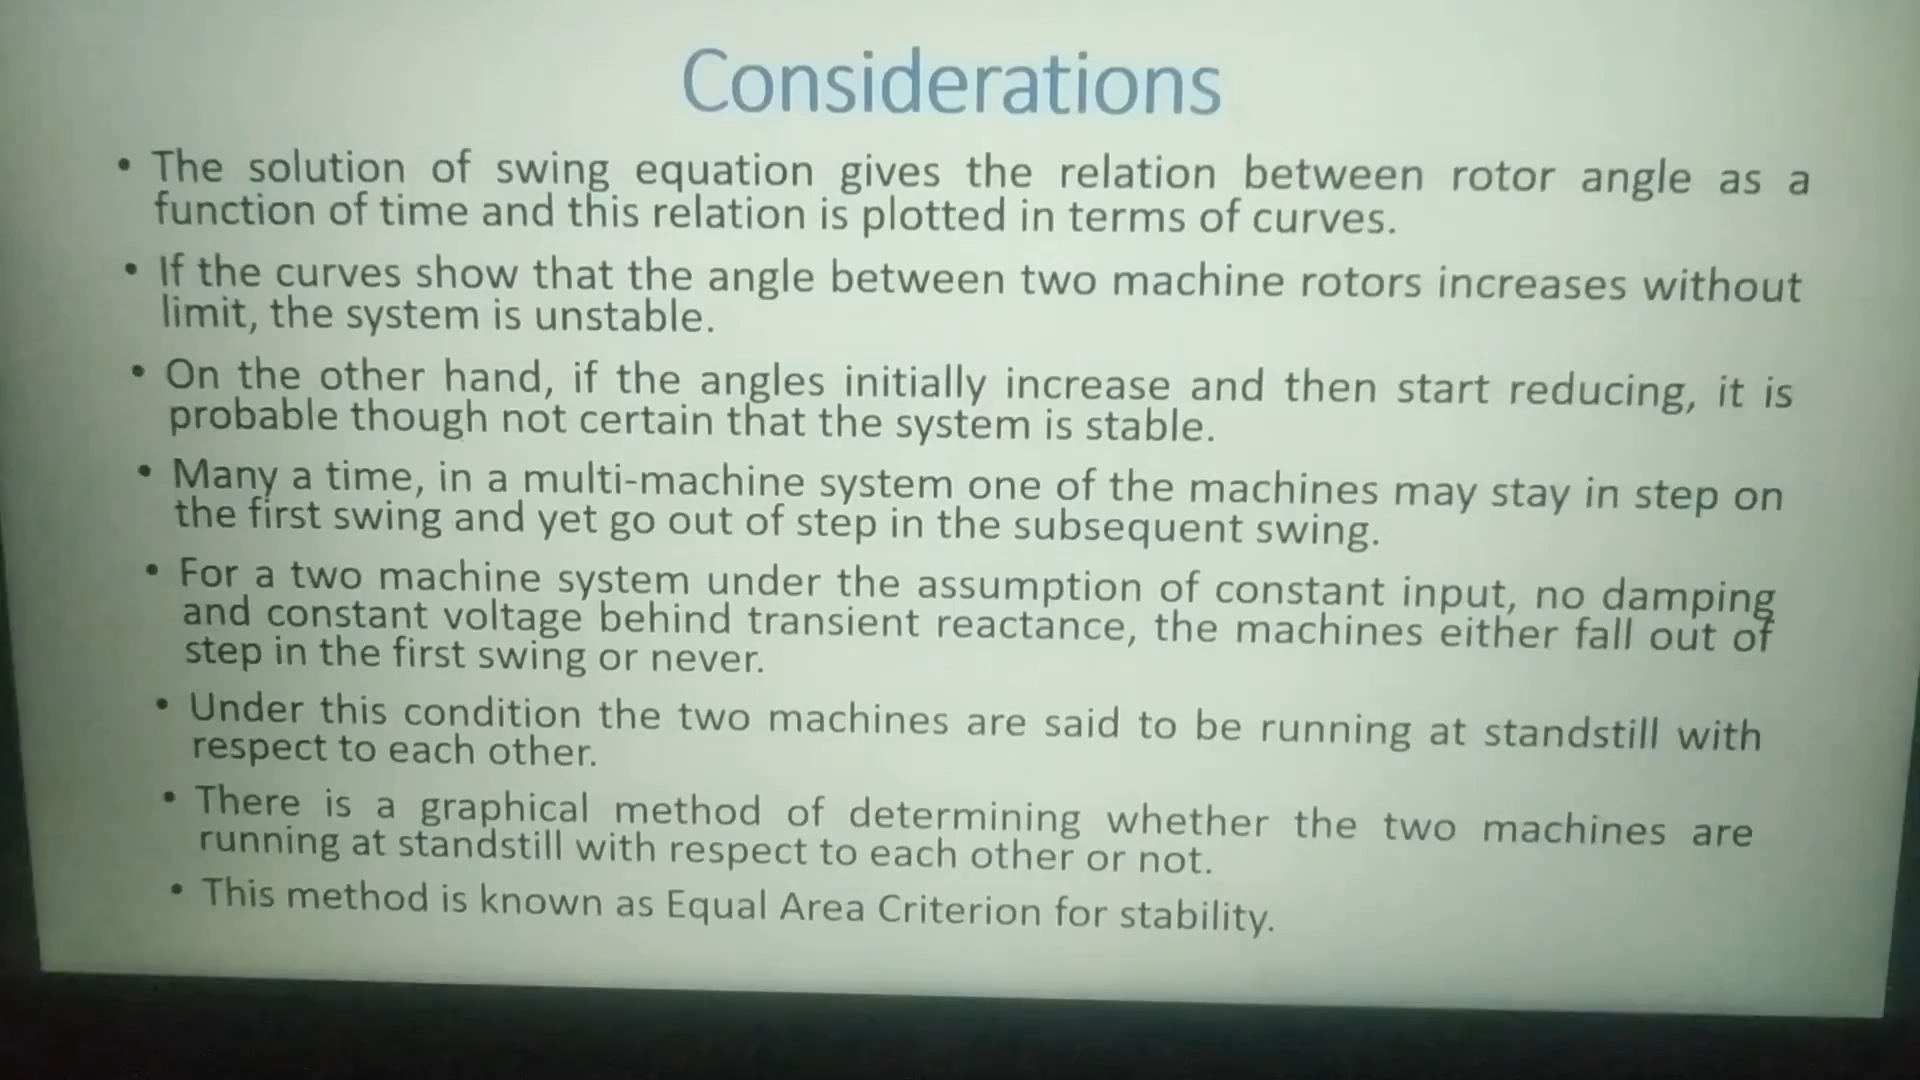 Considerations
• The solution of swing equation gives the relation between rotor angle as a
function of time and this relation is plotted in terms of curves.
• If the curves show that the angle between two machine rotors increases without
limit, the system is unstable.
• On the other hand, if the angles initially increase and then start reducing, it is
probable though not certain that the system is stable.
• Many a time, in a multi-machine system one of the machines may stay in step on
the first swing and yet go out of step in the subsequent swing.
• For a two machine system under the assumption of constant input, no damping
and constant voltage behind transient reactance, the machines either fall out of
step in the first swing or never.
• Under this condition the two machines are said to be running at standstill with
respect to each other.
• There is a graphical method of determining whether the two machines are
running at standstill with respect to each other or not.
• This method is known as Equal Area Criterion for stability.